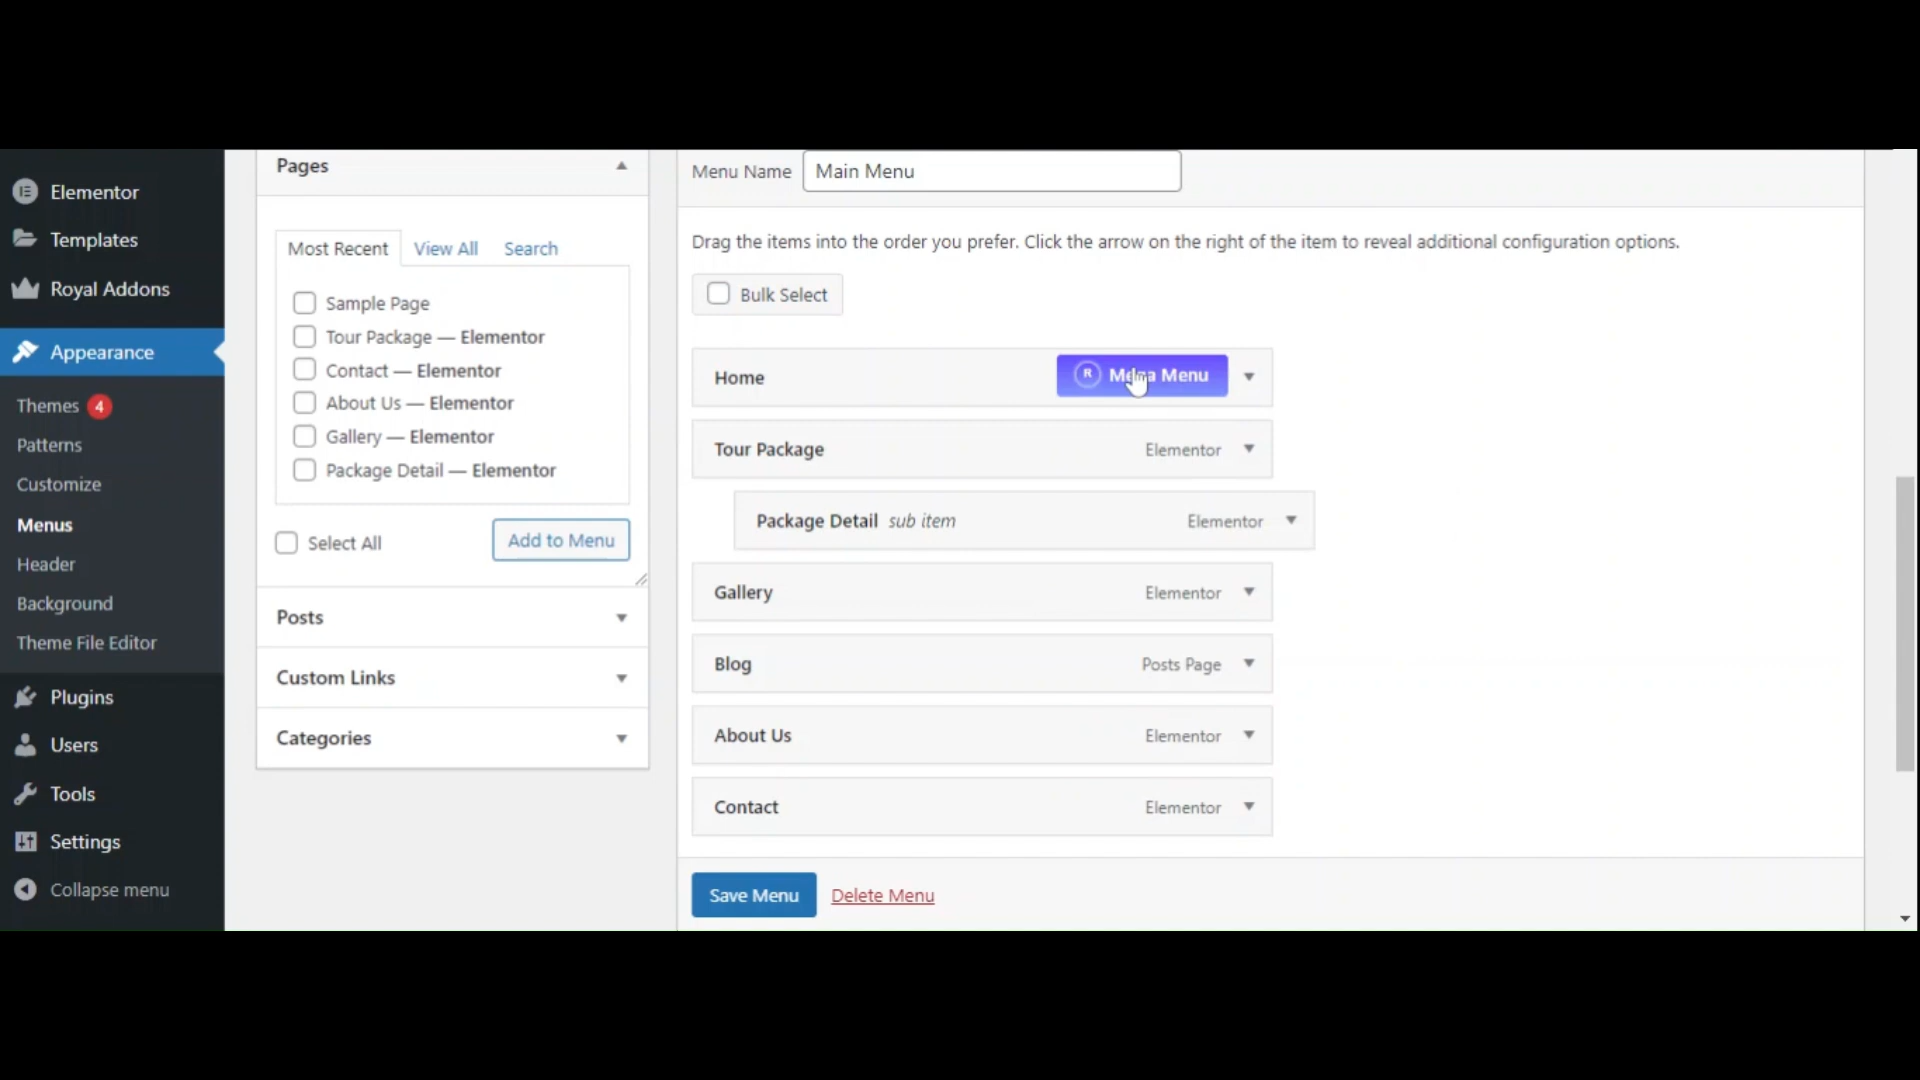 Elementor
Templates
Royal Addons
Appearance
Themes 4
Patterns
Customize
Menus
Header
Background
Theme File Editor
Plugins
Users
Tools
Settings
Collapse menu
Pages
Most Recent View All Search
Sample Page
Tour Package — Elementor
Contact — Elementor
About Us — Elementor
Gallery — Elementor
Package Detail — Elementor
Select All Add to Menu
Posts
Custom Links
Categories
Menu Name Main Menu
Drag the items into the order you prefer. Click the arrow on the right of the item to reveal additional configuration options.
Bulk Select
Home R Mega Menu
Tour Package Elementor
Package Detail sub item Elementor
Gallery Elementor
Blog Posts Page
About Us Elementor
Contact Elementor
Save Menu Delete Menu